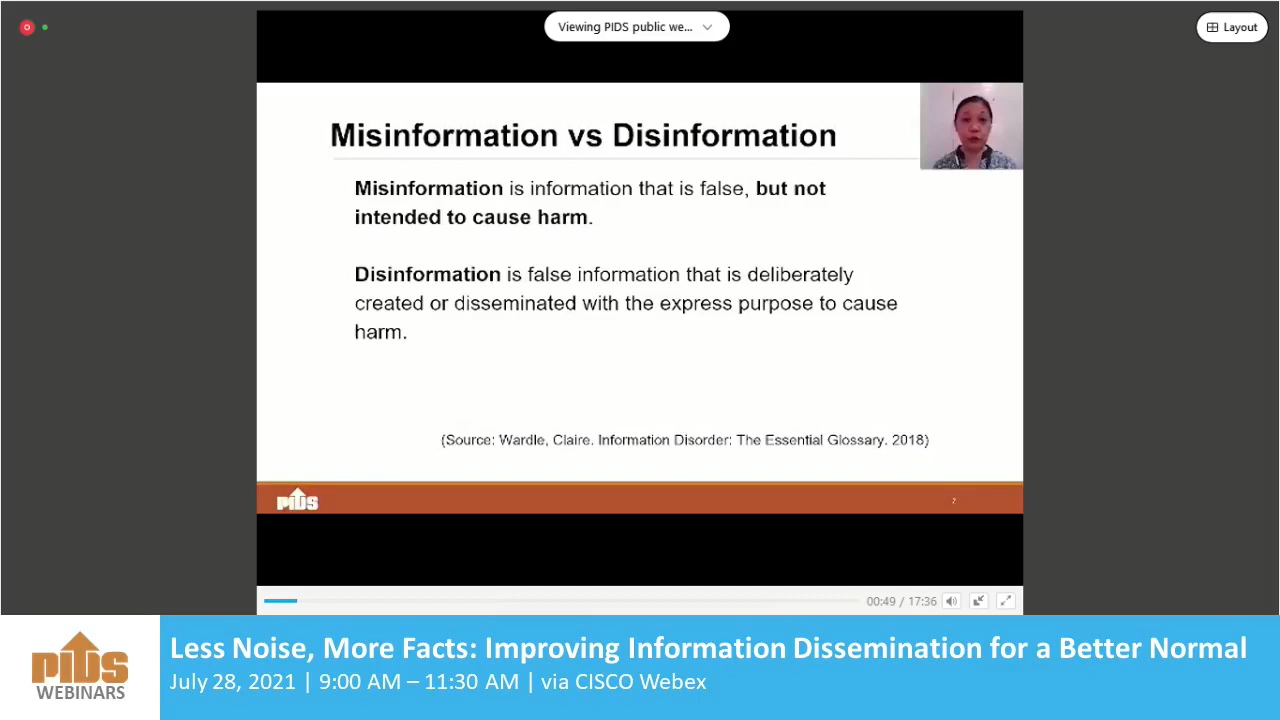 Viewing PIDS public we...
Layout
Misinformation vs Disinformation
Misinformation is information that is false, but not
intended to cause harm.
Disinformation is false information that is deliberately
created or disseminated with the express purpose to cause
harm.
(Source: Wardle, Claire. Information Disorder: The Essential Glossary. 2018)
PIDS
2
00:49 / 17:36
PIDS
WEBINARS
Less Noise, More Facts: Improving Information Dissemination for a Better Normal
July 28, 2021 | 9:00 AM – 11:30 AM | via CISCO Webex